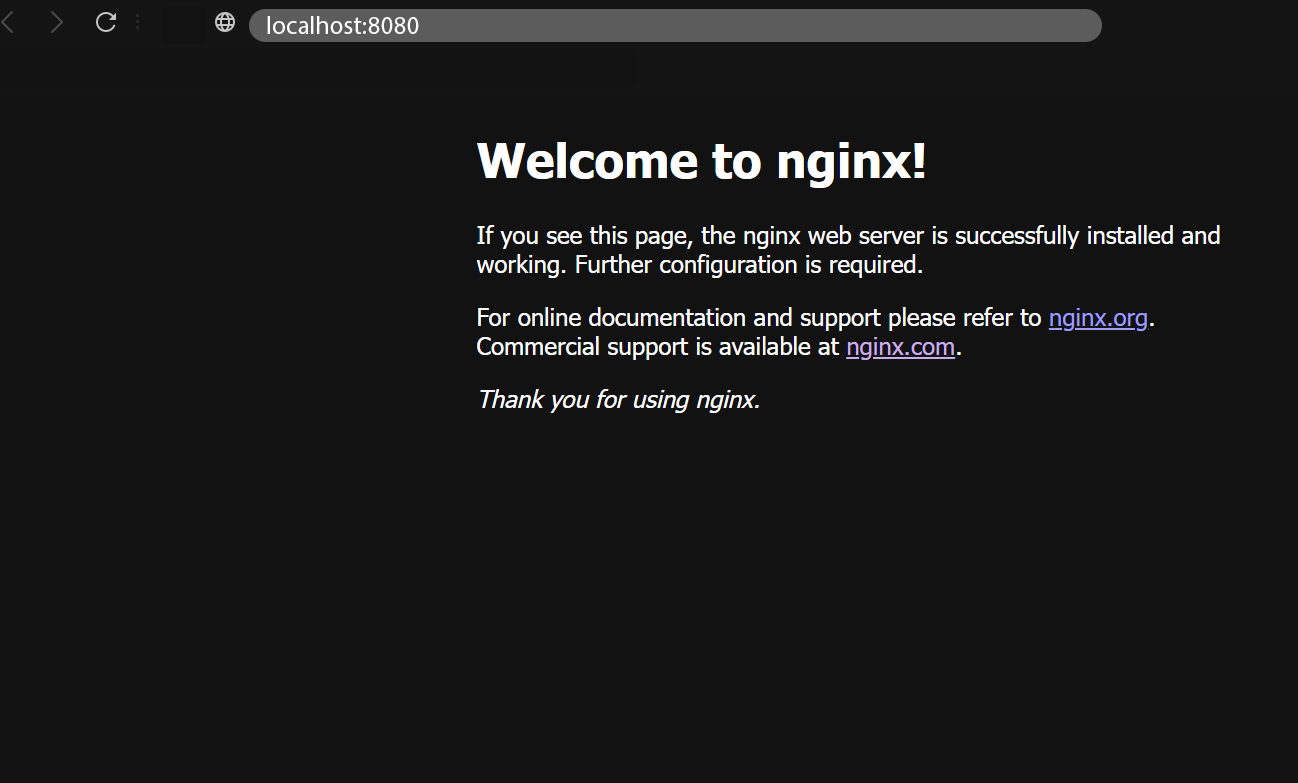 localhost:8080
Welcome to nginx!
If you see this page, the nginx web server is successfully installed and
working. Further configuration is required.
For online documentation and support please refer to nginx.org.
Commercial support is available at nginx.com.
Thank you for using nginx.